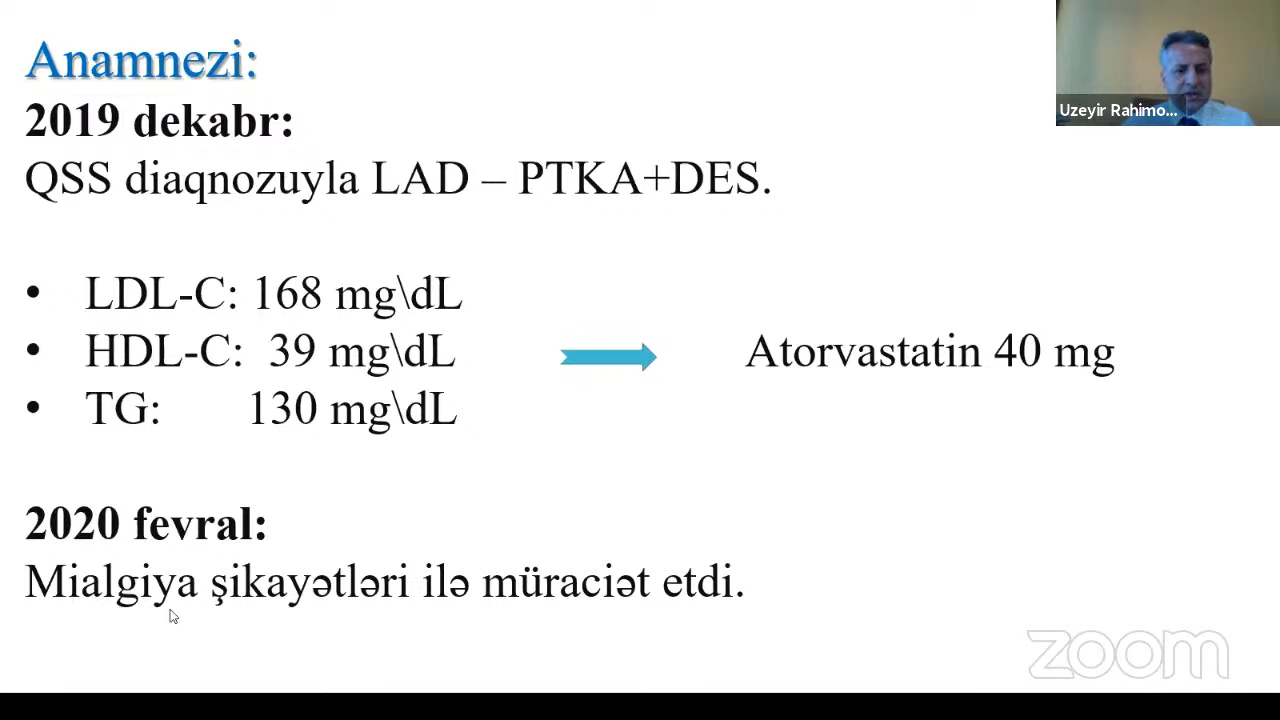 Anamnezi:
2019 dekabr:
QSS diaqnozuyla LAD – PTKA+DES.
• LDL-C: 168 mg\dL
• HDL-C: 39 mg\dL
Atorvastatin 40 mg
• TG: 130 mg\dL
2020 fevral:
Mialgiya şikayətləri ilə müraciət etdi.
Uzeyir Rahimo...
zoom